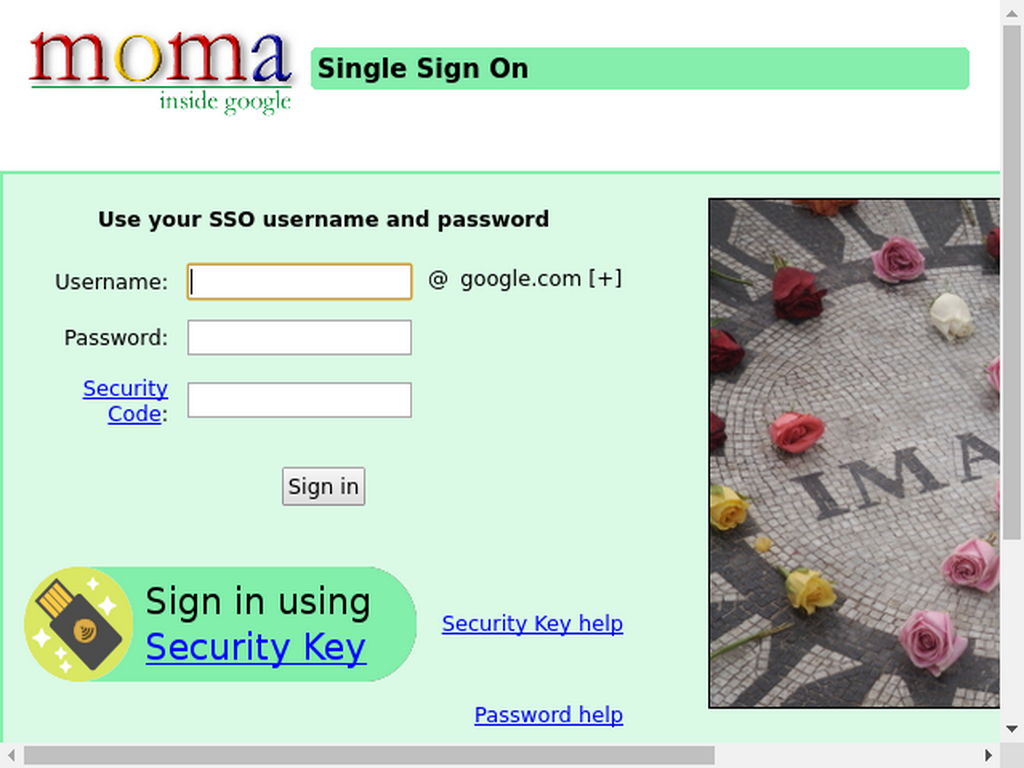 moma
inside google
Single Sign On
Use your SSO username and password
Username:
@ google.com [+]
Password:
Security
Code:
Sign in
Sign in using
Security Key
Security Key help
Password help
IMA